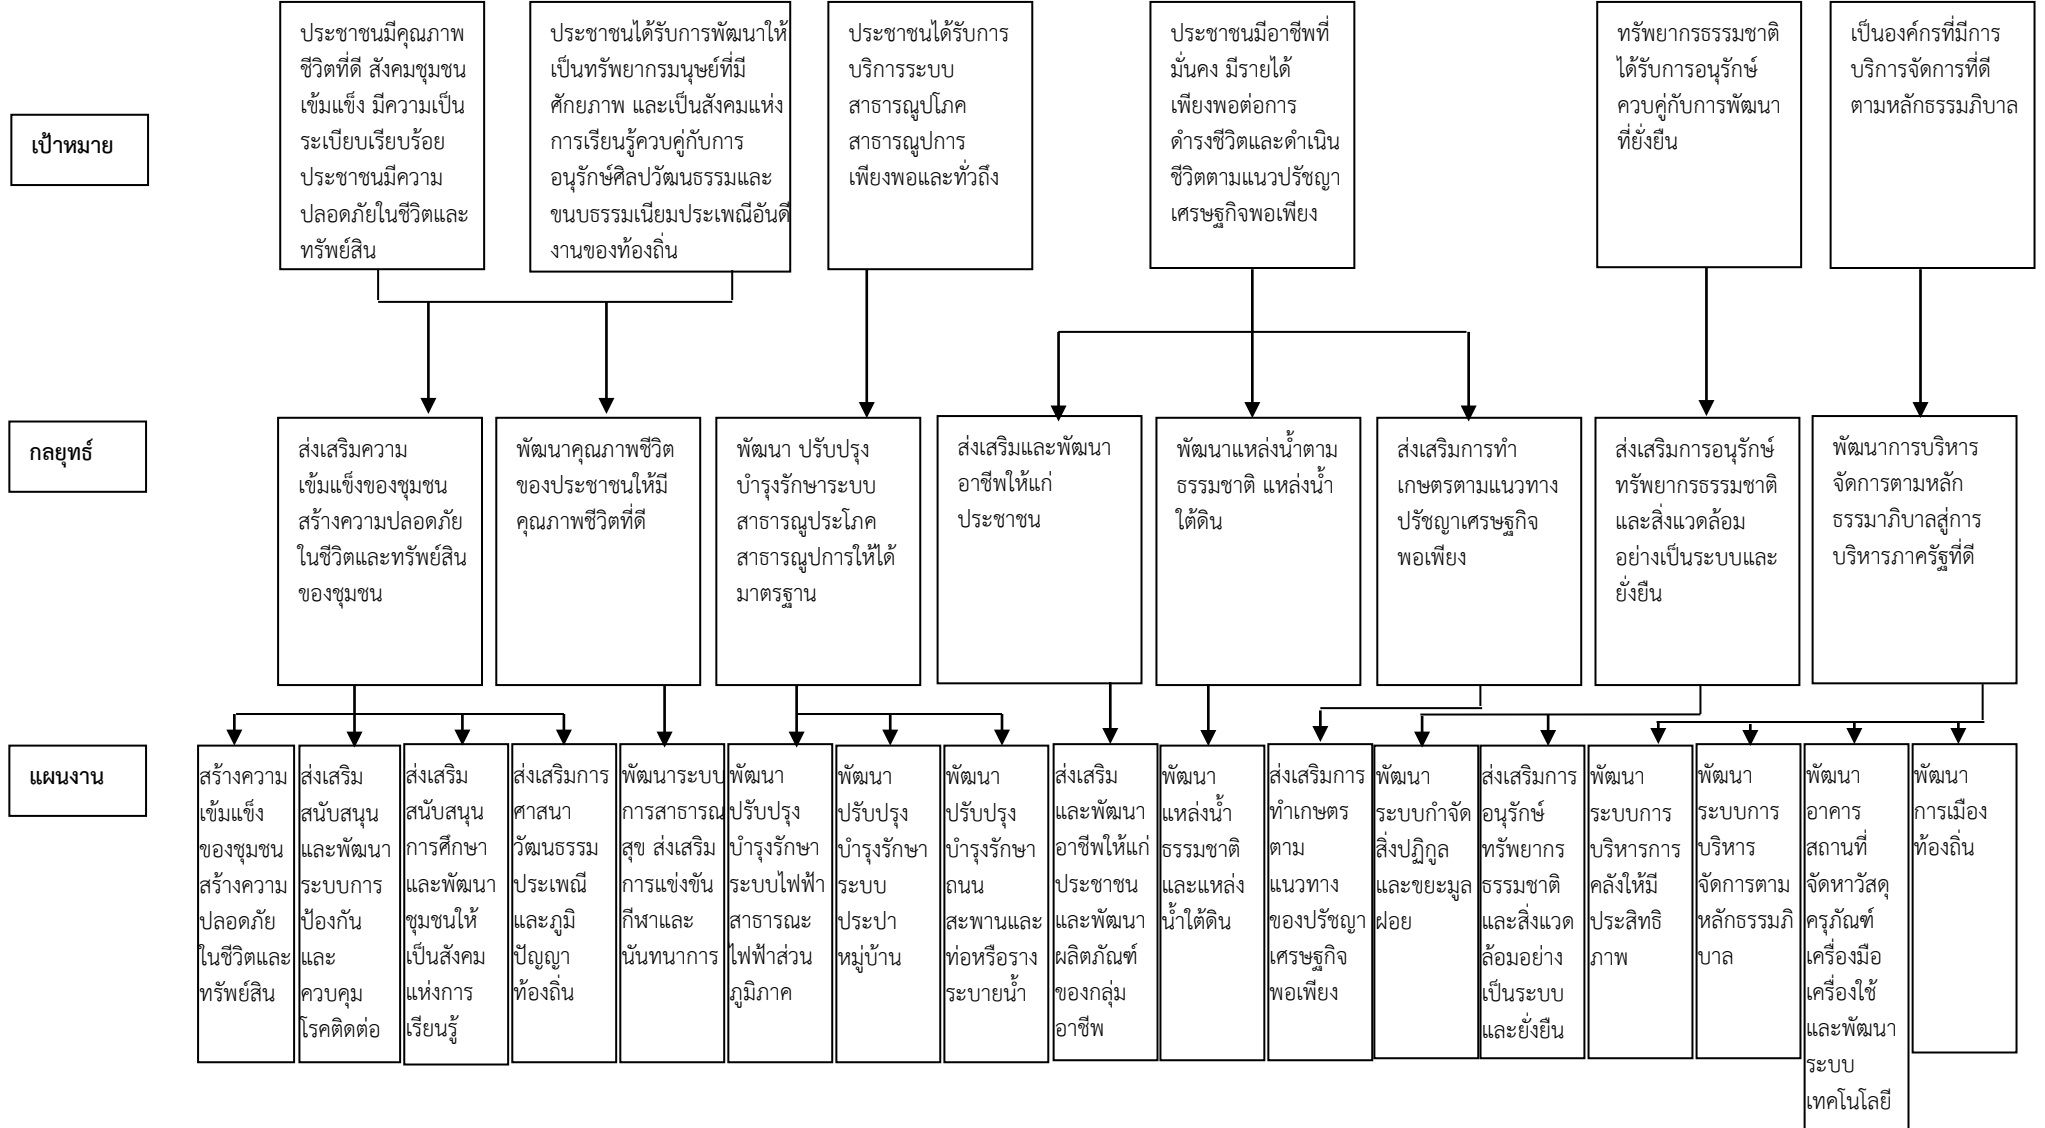 เป้าหมาย
ประชาชนมีคุณภาพ
ชีวิตที่ดี สังคมชุมชน
เข้มแข็ง มีความเป็น
ระเบียบเรียบร้อย
ประชาชนมีความ
ปลอดภัยในชีวิตและ
ทรัพย์สิน
ประชาชนได้รับการพัฒนาให้
เป็นทรัพยากรมนุษย์ที่มี
ศักยภาพ และเป็นสังคมแห่ง
การเรียนรู้ควบคู่กับการ
อนุรักษ์ศิลปวัฒนธรรมและ
ขนบธรรมเนียมประเพณีอันดี
งานของท้องถิ่น
ประชาชนได้รับการ
บริการระบบ
สาธารณูปโภค
สาธารณูปการ
เพียงพอและทั่วถึง
ประชาชนมีอาชีพที่
มั่นคง มีรายได้
เพียงพอต่อการ
ดำรงชีวิตและดำเนิน
ชีวิตตามแนวปรัชญา
เศรษฐกิจพอเพียง
ทรัพยากรธรรมชาติ
ได้รับการอนุรักษ์
ควบคู่กับการพัฒนา
ที่ยั่งยืน
เป็นองค์กรที่มีการ
บริการจัดการที่ดี
ตามหลักธรรมภิบาล
กลยุทธ์
ส่งเสริมความ
เข้มแข็งของชุมชน
สร้างความปลอดภัย
ในชีวิตและทรัพย์สิน
ของชุมชน
พัฒนาคุณภาพชีวิต
ของประชาชนให้มี
คุณภาพชีวิตที่ดี
พัฒนา ปรับปรุง
บำรุงรักษาระบบ
สาธารณูประโภค
สาธารณูปการให้ได้
มาตรฐาน
ส่งเสริมและพัฒนา
อาชีพให้แก่
ประชาชน
พัฒนาแหล่งน้ำตาม
ธรรมชาติ แหล่งน้ำ
ใต้ดิน
ส่งเสริมการทำ
เกษตรตามแนวทาง
ปรัชญาเศรษฐกิจ
พอเพียง
ส่งเสริมการอนุรักษ์
ทรัพยากรธรรมชาติ
และสิ่งแวดล้อม
อย่างเป็นระบบและ
ยั่งยืน
พัฒนาการบริหาร
จัดการตามหลัก
ธรรมาภิบาลสู่การ
บริหารภาครัฐที่ดี
แผนงาน
สร้างความ
เข้มแข็ง
ของชุมชน
สร้างความ
ปลอดภัย
ในชีวิตและ
ทรัพย์สิน
ส่งเสริม
สนับสนุน
และพัฒนา
ระบบการ
ป้องกัน
และ
ควบคุม
โรคติดต่อ
ส่งเสริม
สนับสนุน
การศึกษา
และพัฒนา
ชุมชนให้
เป็นสังคม
แห่งการ
เรียนรู้
ส่งเสริมการ
ศาสนา
วัฒนธรรม
ประเพณี
และภูมิ
ปัญญา
ท้องถิ่น
พัฒนาระบบ
การสาธารณ
สุข ส่งเสริม
การแข่งขัน
กีฬาและ
นันทนาการ
พัฒนา
ปรับปรุง
บำรุงรักษา
ระบบไฟฟ้า
สาธารณะ
ไฟฟ้าส่วน
ภูมิภาค
พัฒนา
ปรับปรุง
บำรุงรักษา
ระบบ
ประปา
หมู่บ้าน
พัฒนา
ปรับปรุง
บำรุงรักษา
ถนน
สะพานและ
ท่อหรือราง
ระบายน้ำ
ส่งเสริม
และพัฒนา
อาชีพให้แก่
ประชาชน
และพัฒนา
ผลิตภัณฑ์
ของกลุ่ม
อาชีพ
พัฒนา
แหล่งน้ำ
ธรรมชาติ
และแหล่ง
น้ำใต้ดิน
ส่งเสริมการ
ทำเกษตร
ตาม
แนวทาง
ของปรัชญา
เศรษฐกิจ
พอเพียง
พัฒนา
ระบบกำจัด
สิ่งปฏิกูล
และขยะมูล
ฝอย
ส่งเสริมการ
อนุรักษ์
ทรัพยากร
ธรรมชาติ
และสิ่งแวด
ล้อมอย่าง
เป็นระบบ
และยั่งยืน
พัฒนา
ระบบการ
บริหารการ
คลังให้มี
ประสิทธิ
ภาพ
พัฒนา
ระบบการ
บริหาร
จัดการตาม
หลักธรรมภิ
บาล
พัฒนา
อาคาร
สถานที่
จัดหาวัสดุ
ครุภัณฑ์
เครื่องมือ
เครื่องใช้
และพัฒนา
ระบบ
เทคโนโลยี
พัฒนา
การเมือง
ท้องถิ่น